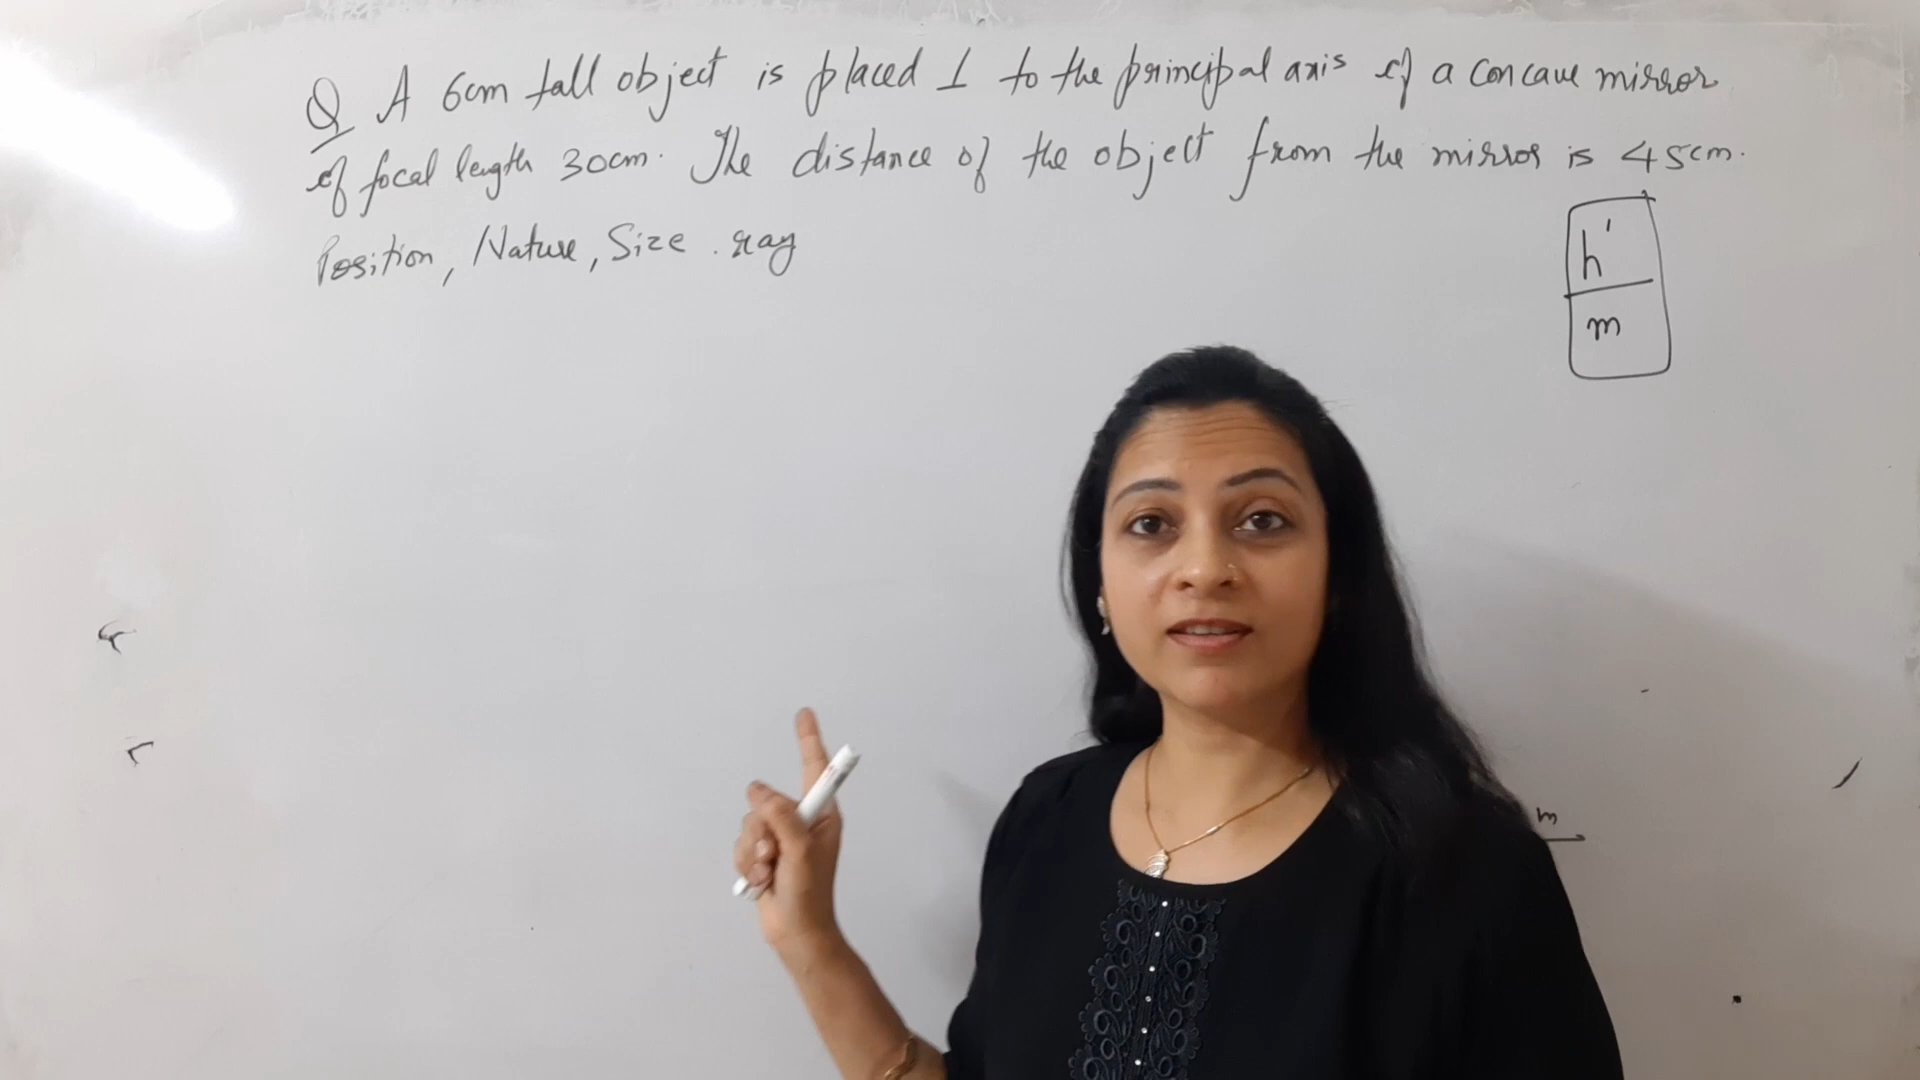 Q A 6cm tall object is placed ⊥ to the principal axis of a concave mirror
of focal length 30cm. The distance of the object from the mirror is 45cm.
Position, Nature, Size. ray
h'
m
m